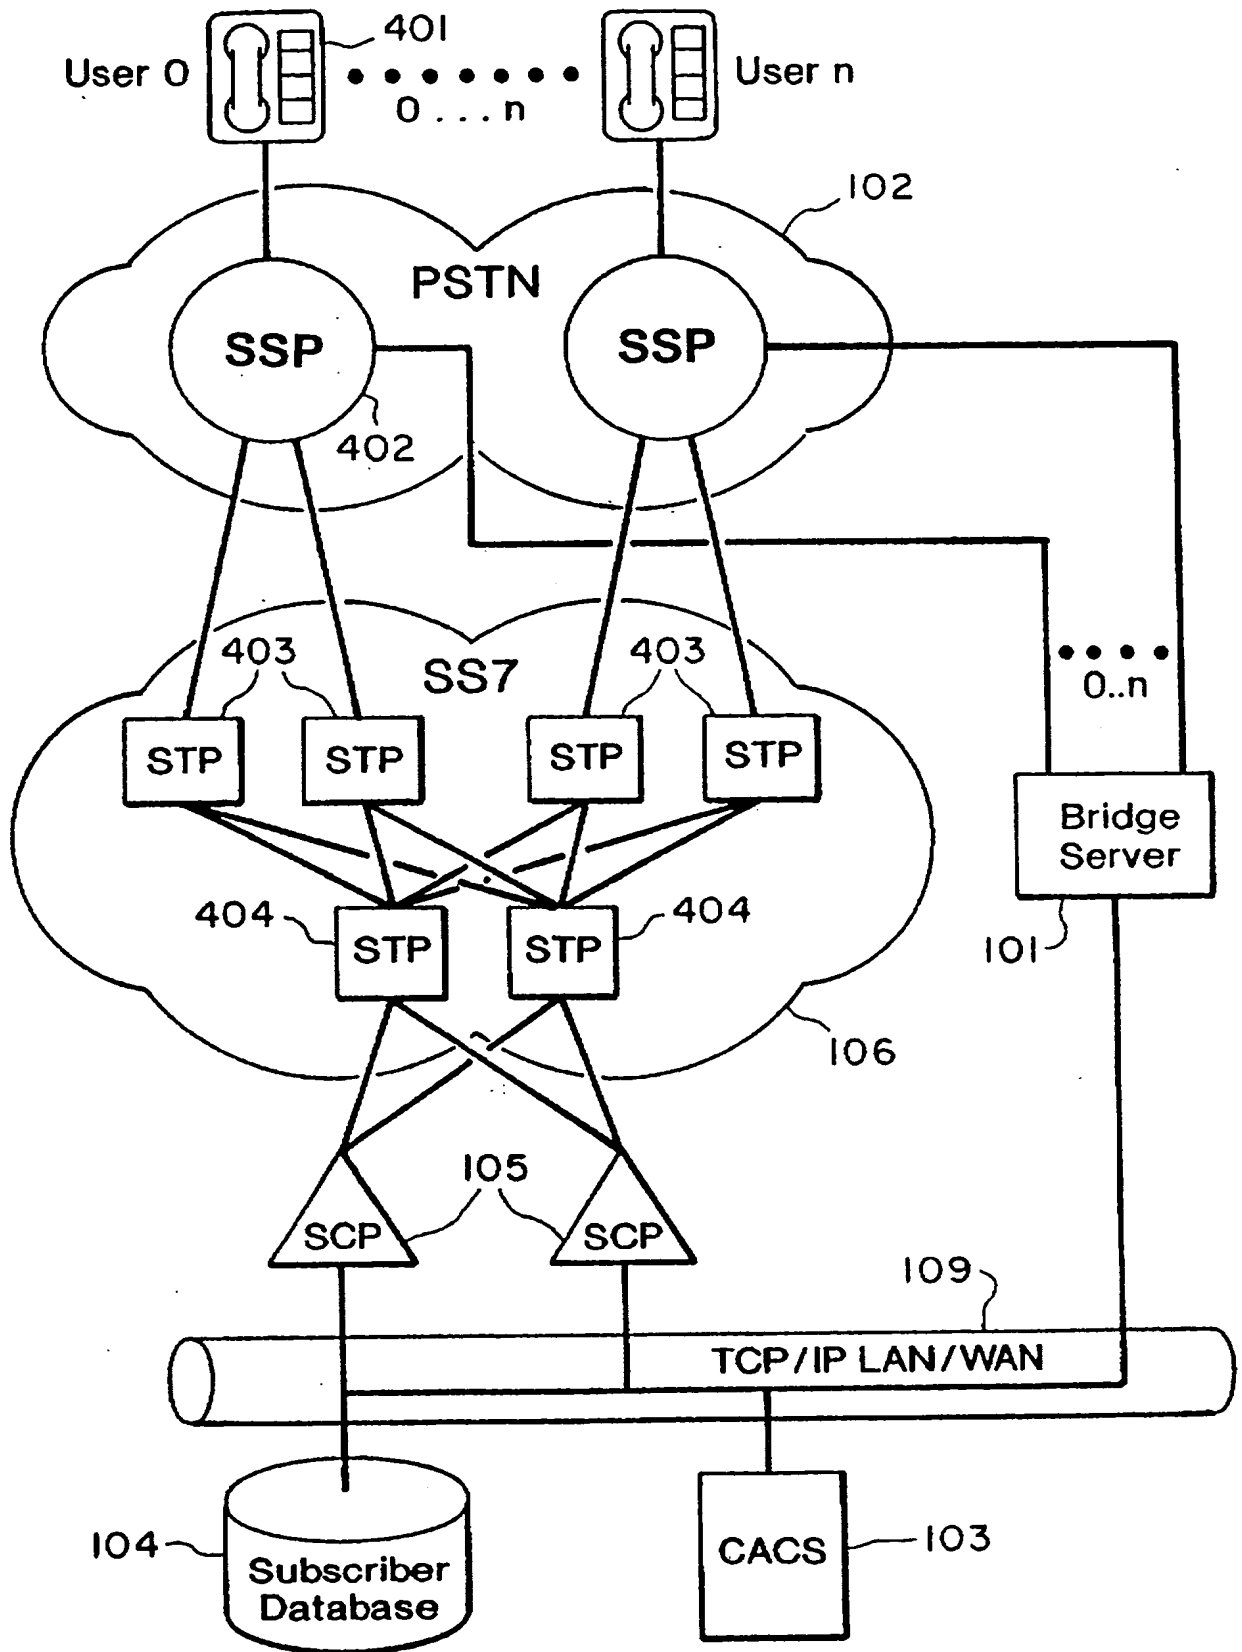 401
User 0
User n
0 . . . n
102
PSTN
SSP
SSP
402
403
SS7
403
0..n
STP
STP
STP
STP
Bridge
Server
404
404
STP
STP
101
106
105
SCP
SCP
109
TCP/IP LAN/WAN
104
Subscriber
Database
CACS
103